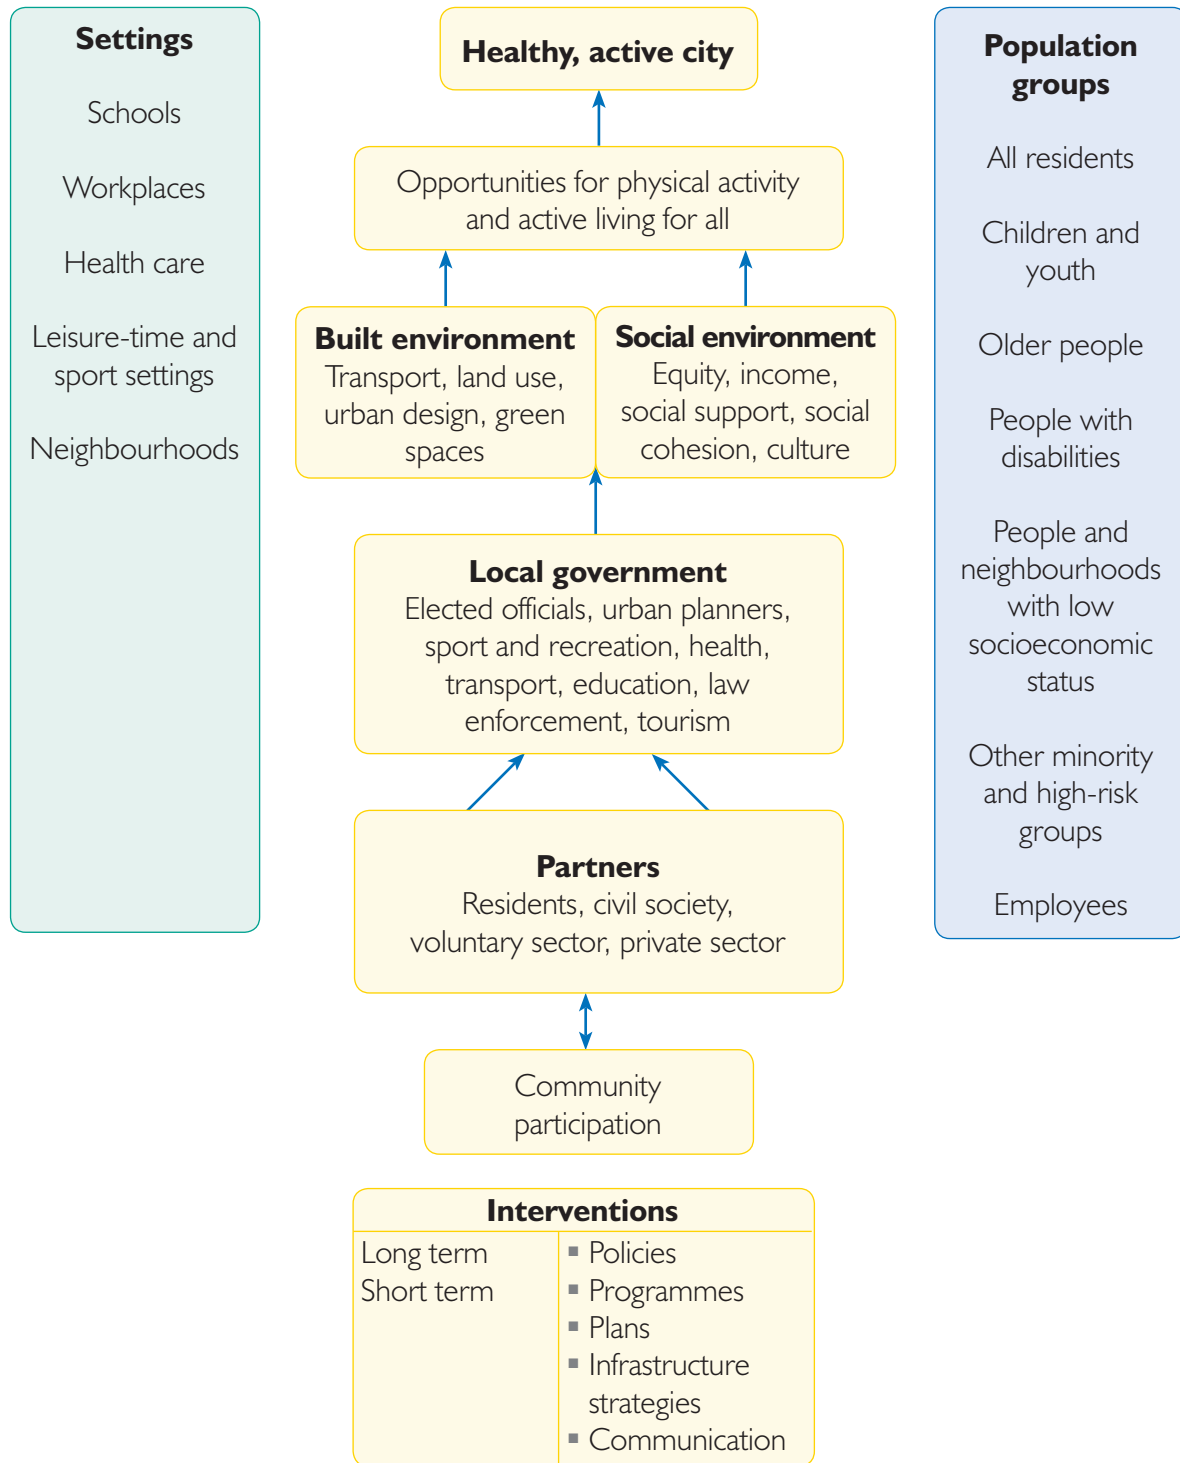 Settings
Schools
Workplaces
Health care
Leisure-time and
sport settings
Neighbourhoods
Healthy, active city
Opportunities for physical activity
and active living for all
Built environment
Transport, land use,
urban design, green
spaces
Social environment
Equity, income,
social support, social
cohesion, culture
Local government
Elected officials, urban planners,
sport and recreation, health,
transport, education, law
enforcement, tourism
Partners
Residents, civil society,
voluntary sector, private sector
Community
participation
Interventions
Long term
Short term
▪ Policies
▪ Programmes
▪ Plans
▪ Infrastructure
strategies
▪ Communication
Population
groups
All residents
Children and
youth
Older people
People with
disabilities
People and
neighbourhoods
with low
socioeconomic
status
Other minority
and high-risk
groups
Employees